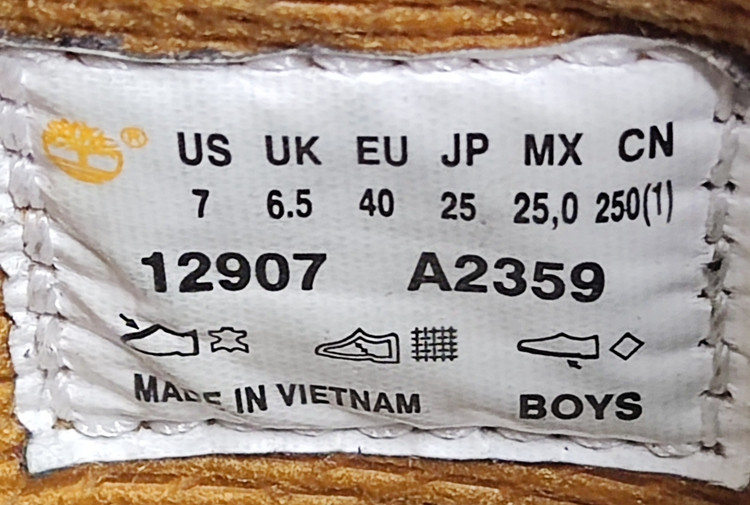 ® US UK EU JP MX CN
7 6.5 40 25 25,0 250(1)
12907 A2359
MADE IN VIETNAM BOYS